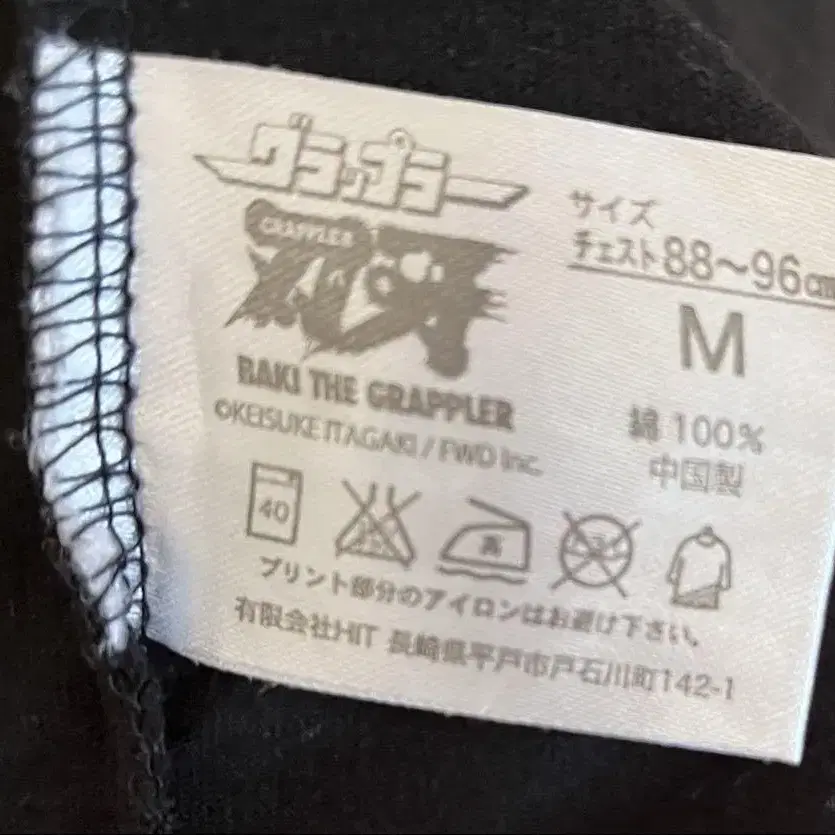 グラップラー
GRAPPLER
刃牙
BAKI THE GRAPPLER
©KEISUKE ITAGAKI / FWD Inc.
サイズ
チェスト 88~96cm
M
綿 100%
中国製
40
高
プリント部分のアイロンはお避け下さい。
有限会社HIT 長崎県平戸市戸石川町142-1